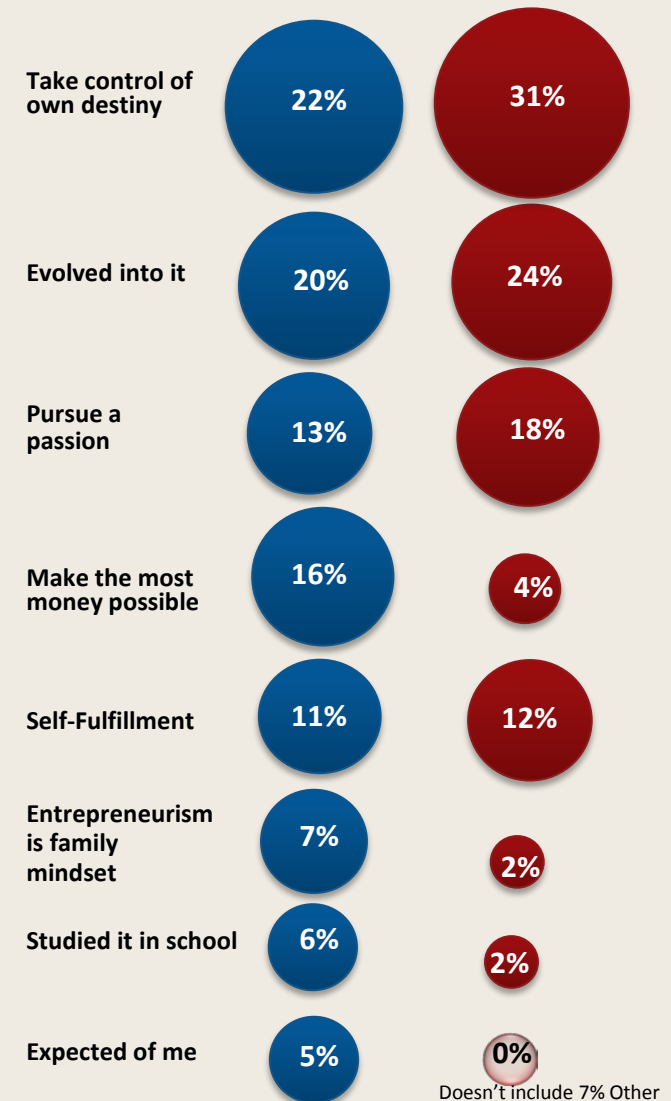 Take control of
own destiny
22%
31%
Evolved into it
20%
24%
Pursue a
passion
13%
18%
Make the most
money possible
16%
4%
Self-Fulfillment
11%
12%
Entrepreneurism
is family
mindset
7%
2%
Studied it in school
6%
2%
Expected of me
5%
0%
Doesn't include 7% Other